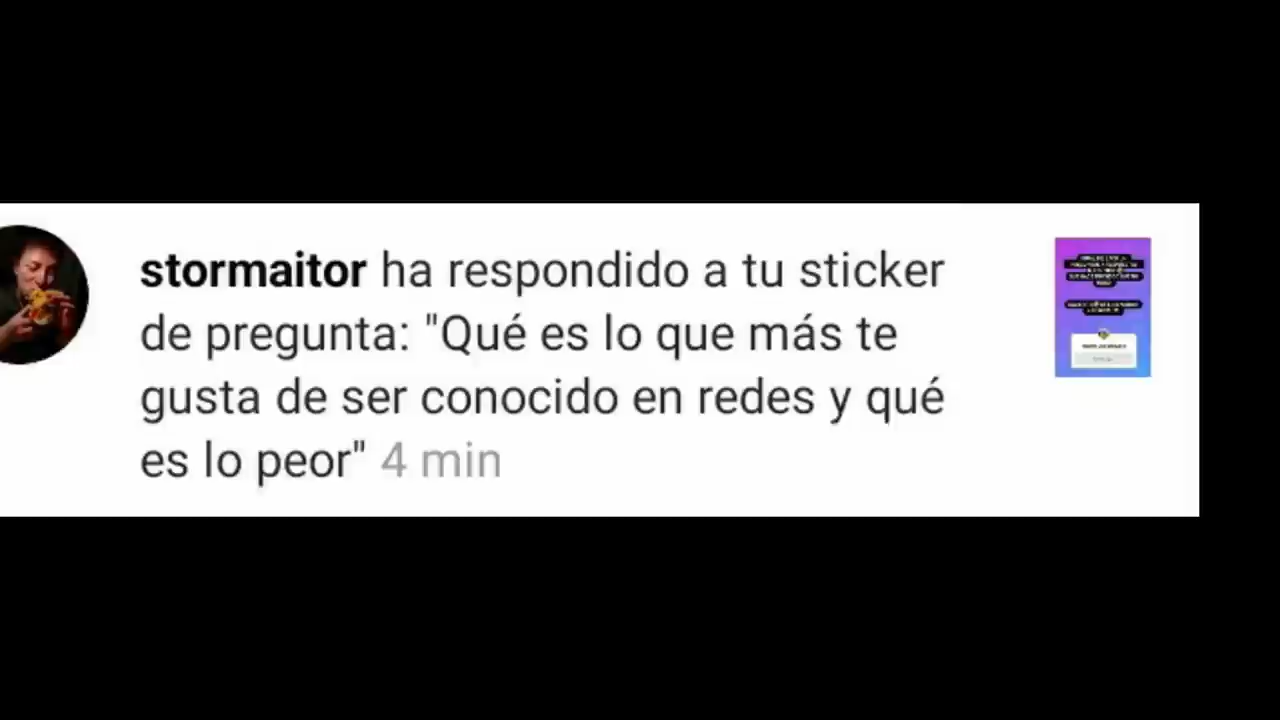 stormaitor ha respondido a tu sticker
de pregunta: "Qué es lo que más te
gusta de ser conocido en redes y qué
es lo peor" 4 min